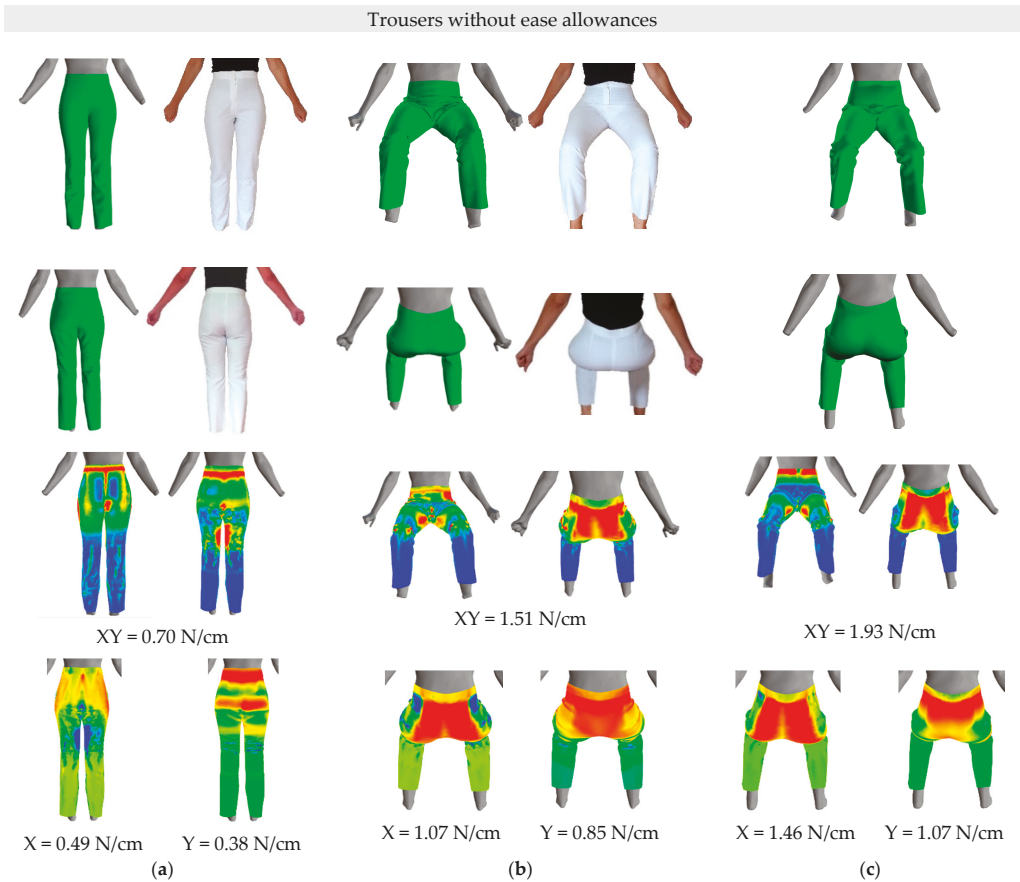 Trousers without ease allowances
XY = 0.70 N/cm
XY = 1.51 N/cm
XY = 1.93 N/cm
X = 0.49 N/cm
Y = 0.38 N/cm
X = 1.07 N/cm
Y = 0.85 N/cm
X = 1.46 N/cm
Y = 1.07 N/cm
(a)
(b)
(c)